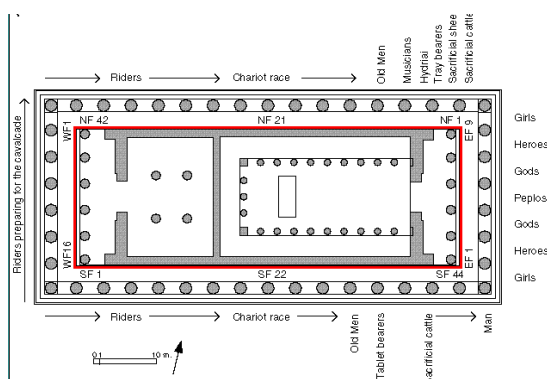 Old Men
Musicians
Hydriai
Tray bearers
Sacrificial shee
Sacrificial cattle
Riders
Chariot race
Riders preparing for the cavalcade
WF1
NF 42
NF 21
NF 1
EF 9
Girls
Heroes
Gods
Peplos
Gods
Heroes
Girls
WF16
SF 1
SF 22
SF 44
EF 1
Riders
Chariot race
Old Men
Tablet bearers
acrificial cattle
Man
0 1
10 m.